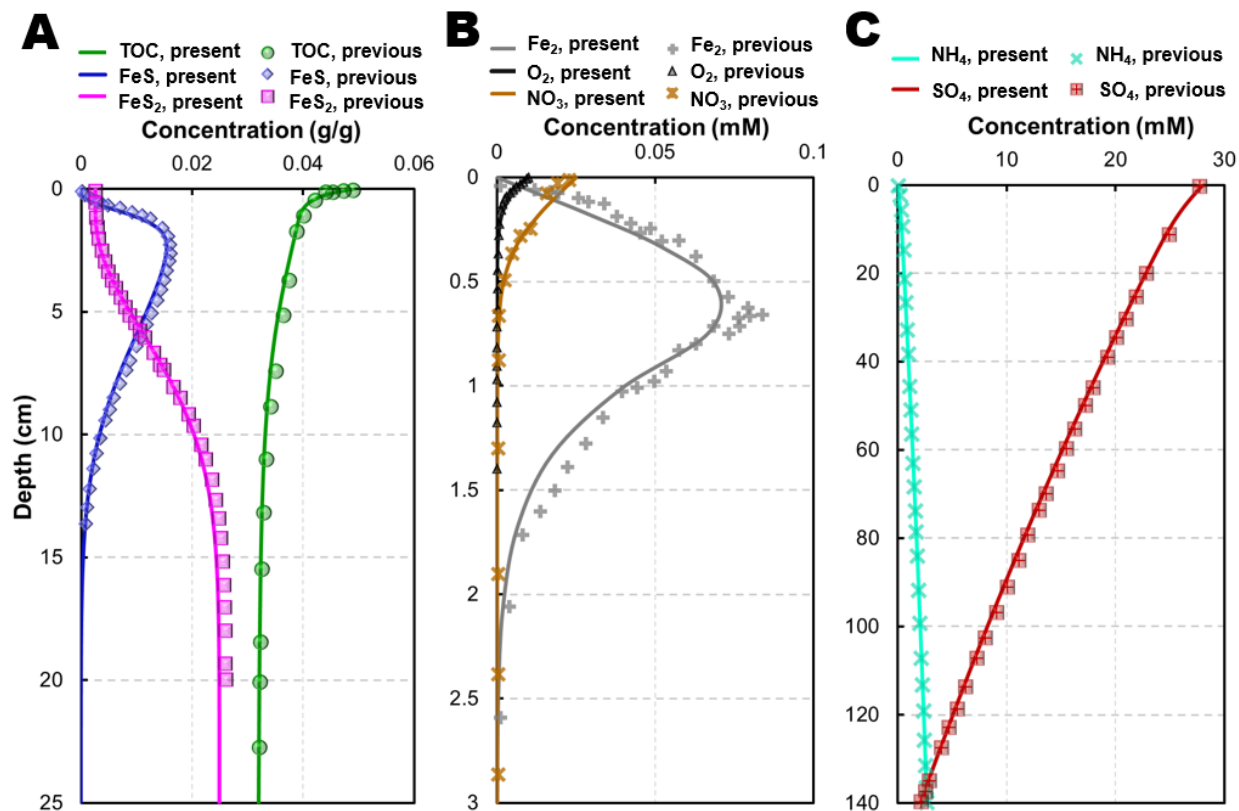 A
TOC, present
TOC, previous
FeS, present
FeS, previous
FeS₂, present
FeS₂, previous
Concentration (g/g)
0
0.02
0.04
0.06
Depth (cm)
0
5
10
15
20
25
B
Fe₂, present
Fe₂, previous
O₂, present
O₂, previous
NO₃, present
NO₃, previous
Concentration (mM)
0
0.05
0.1
0
0.5
1
1.5
2
2.5
3
C
NH₄, present
NH₄, previous
SO₄, present
SO₄, previous
Concentration (mM)
0
10
20
30
0
20
40
60
80
100
120
140